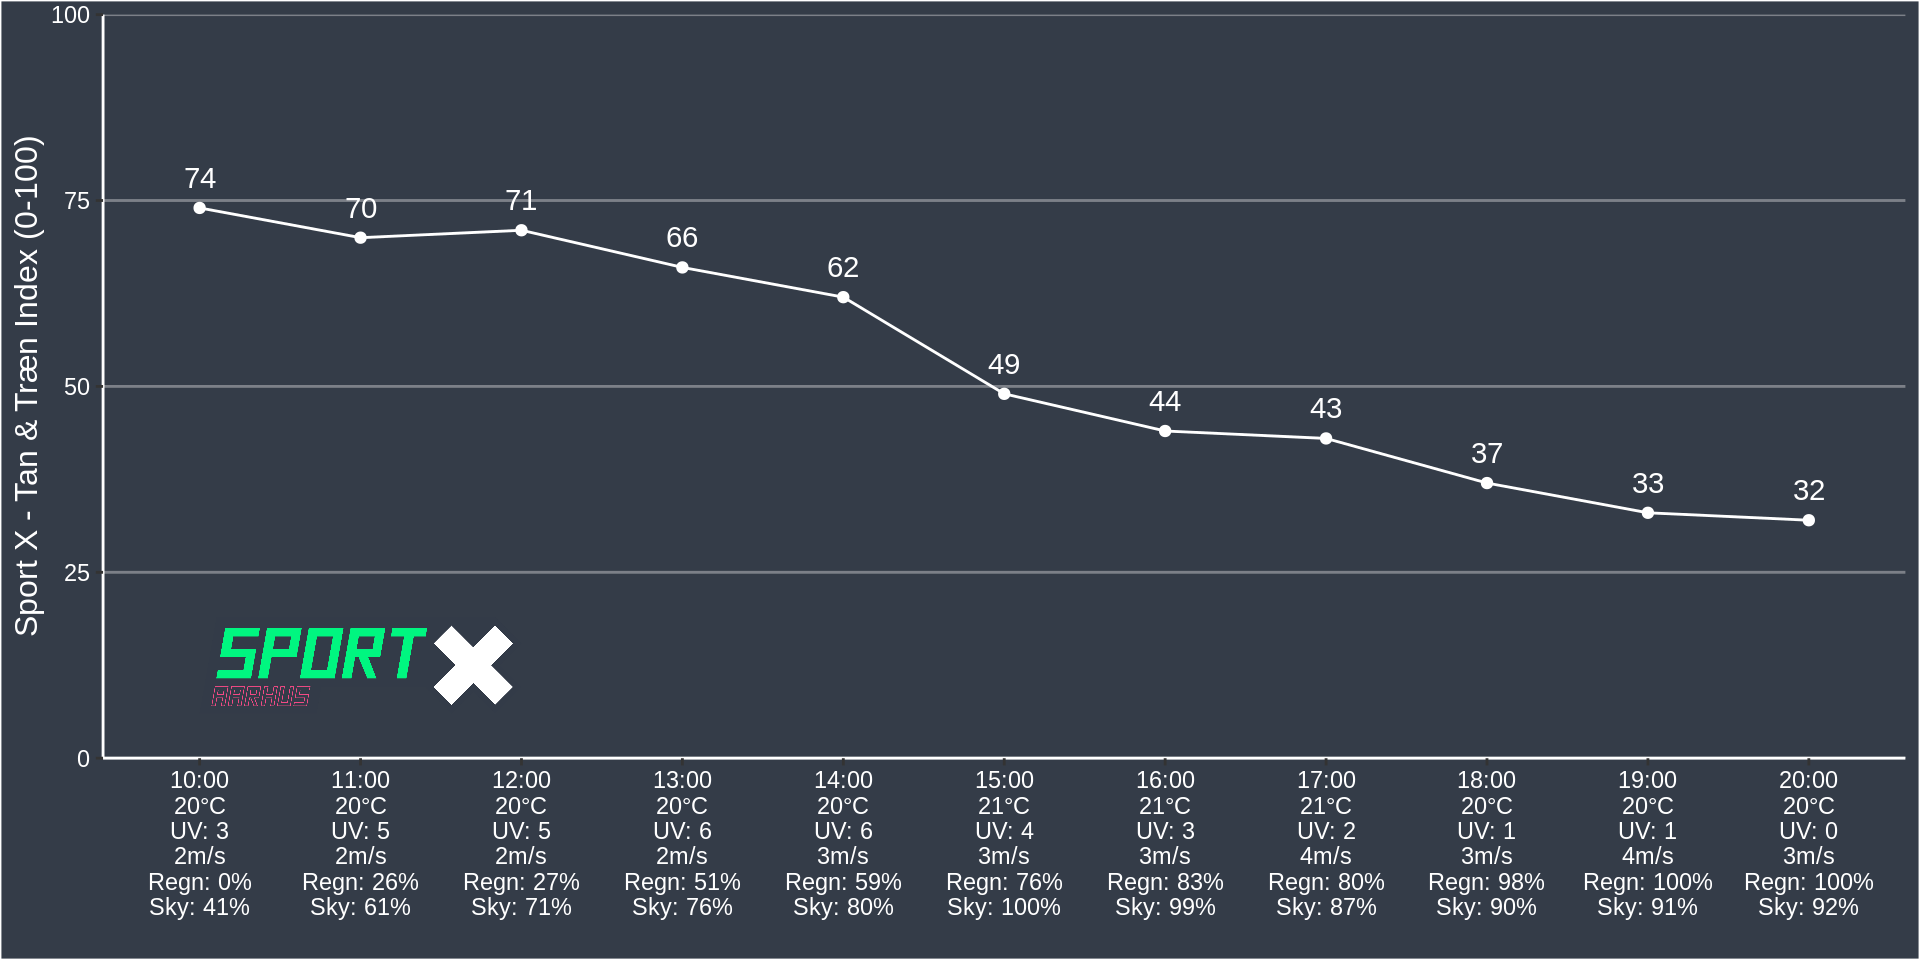 Sport X - Tan & Træn Index (0-100)
100
75
50
25
0
74
70
71
66
62
49
44
43
37
33
32
SPORT X
AARHUS
10:00 11:00 12:00 13:00 14:00 15:00 16:00 17:00 18:00 19:00 20:00
20°C 20°C 20°C 20°C 20°C 21°C 21°C 21°C 20°C 20°C 20°C
UV: 3 UV: 5 UV: 5 UV: 6 UV: 6 UV: 4 UV: 3 UV: 2 UV: 1 UV: 1 UV: 0
2m/s 2m/s 2m/s 2m/s 3m/s 3m/s 3m/s 4m/s 3m/s 4m/s 3m/s
Regn: 0% Regn: 26% Regn: 27% Regn: 51% Regn: 59% Regn: 76% Regn: 83% Regn: 80% Regn: 98% Regn: 100% Regn: 100%
Sky: 41% Sky: 61% Sky: 71% Sky: 76% Sky: 80% Sky: 100% Sky: 99% Sky: 87% Sky: 90% Sky: 91% Sky: 92%